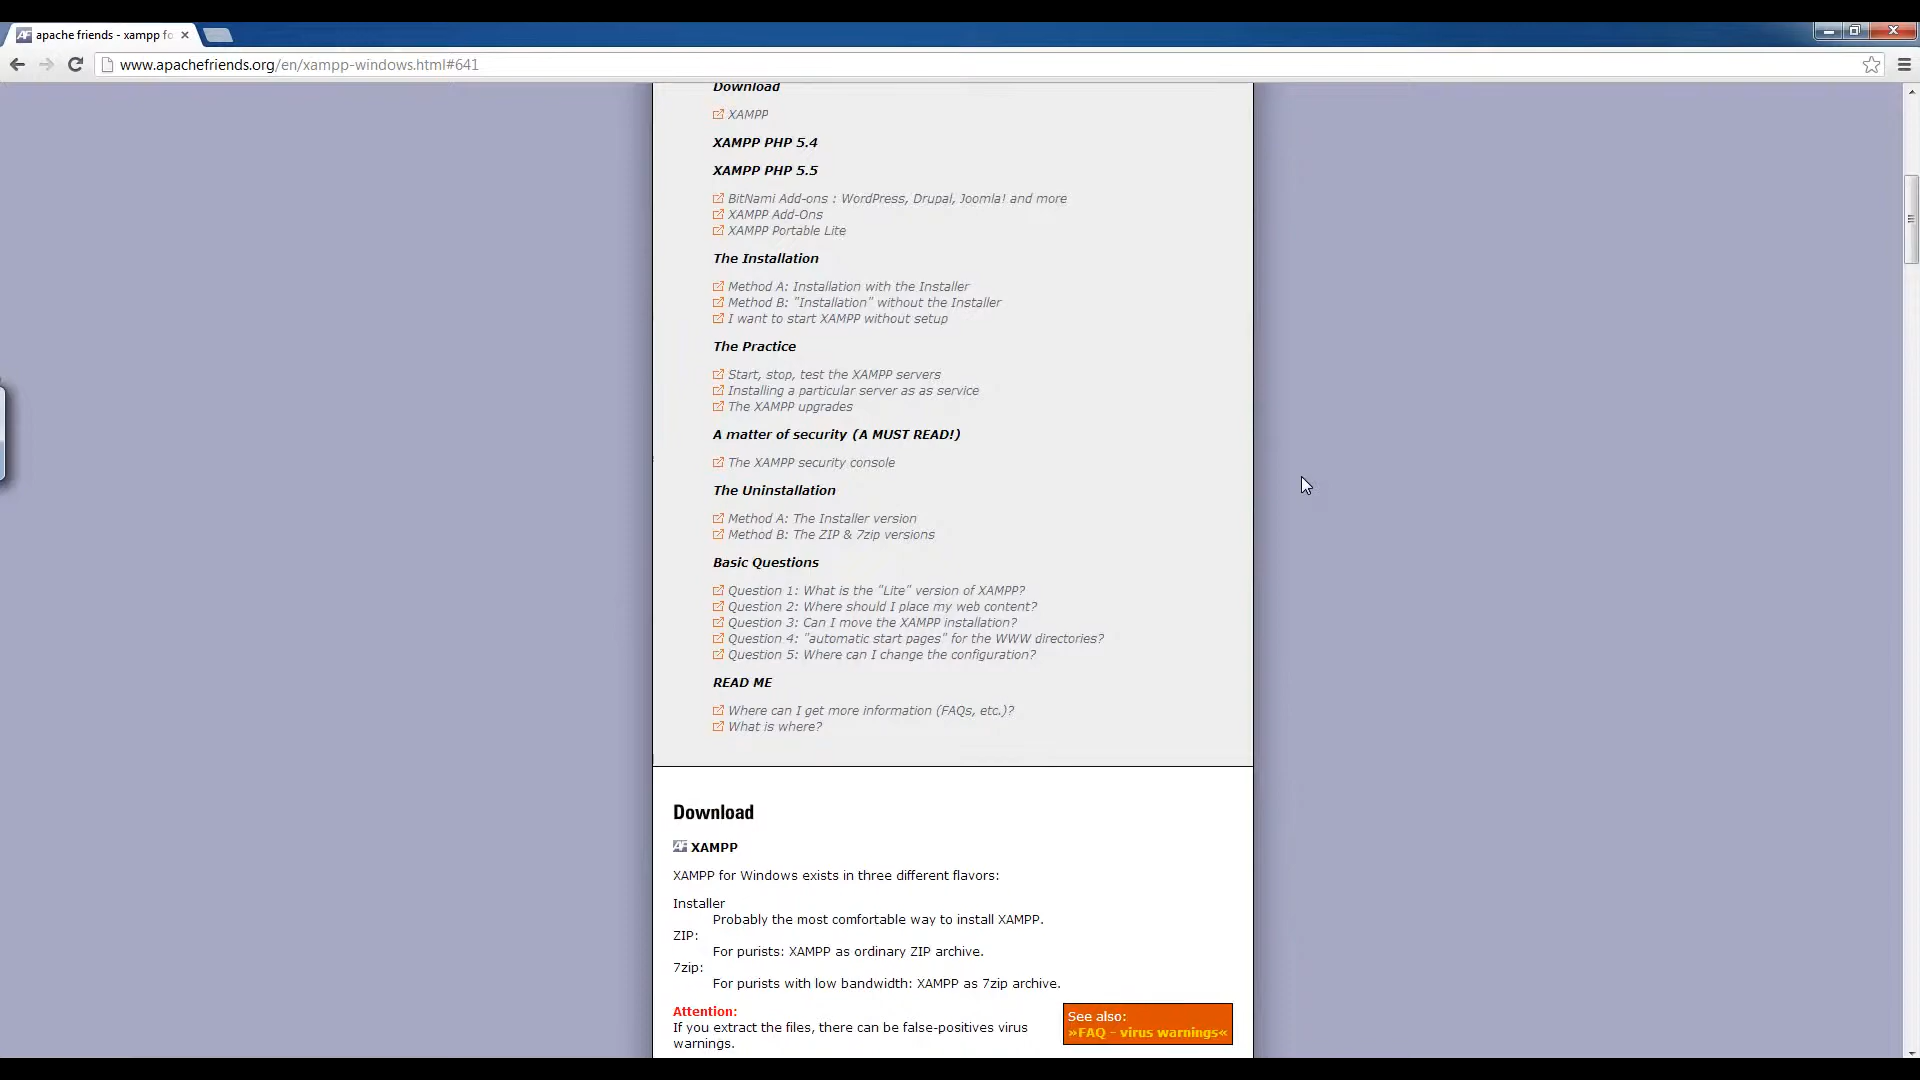 apache friends - xampp fo
www.apachefriends.org/en/xampp-windows.html#641
Download
XAMPP
XAMPP PHP 5.4
XAMPP PHP 5.5
BitNami Add-ons : WordPress, Drupal, Joomla! and more
XAMPP Add-Ons
XAMPP Portable Lite
The Installation
Method A: Installation with the Installer
Method B: "Installation" without the Installer
I want to start XAMPP without setup
The Practice
Start, stop, test the XAMPP servers
Installing a particular server as as service
The XAMPP upgrades
A matter of security (A MUST READ!)
The XAMPP security console
The Uninstallation
Method A: The Installer version
Method B: The ZIP & 7zip versions
Basic Questions
Question 1: What is the "Lite" version of XAMPP?
Question 2: Where should I place my web content?
Question 3: Can I move the XAMPP installation?
Question 4: "automatic start pages" for the WWW directories?
Question 5: Where can I change the configuration?
READ ME
Where can I get more information (FAQs, etc.)?
What is where?
Download
XAMPP
XAMPP for Windows exists in three different flavors:
Installer
Probably the most comfortable way to install XAMPP.
ZIP:
For purists: XAMPP as ordinary ZIP archive.
7zip:
For purists with low bandwidth: XAMPP as 7zip archive.
Attention:
If you extract the files, there can be false-positives virus
warnings.
See also:
»FAQ - virus warnings«